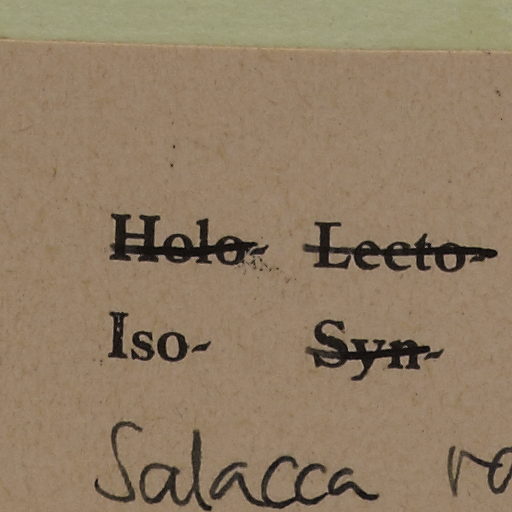 Holo- Lecto-
Iso- Syn-
Salacca